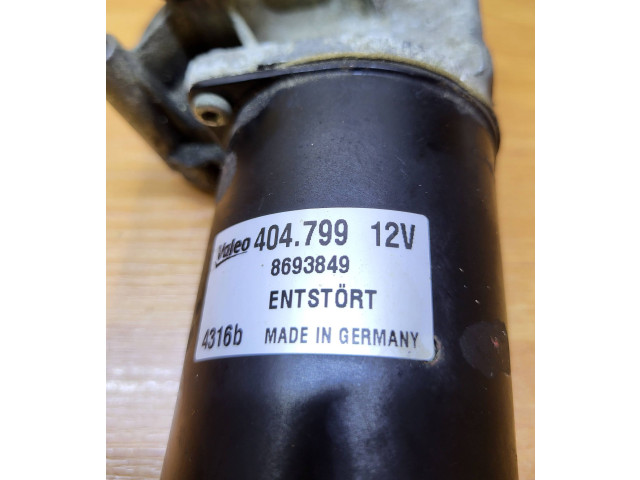 Valeo 404.799 12V
8693849
ENTSTÖRT
4316b MADE IN GERMANY